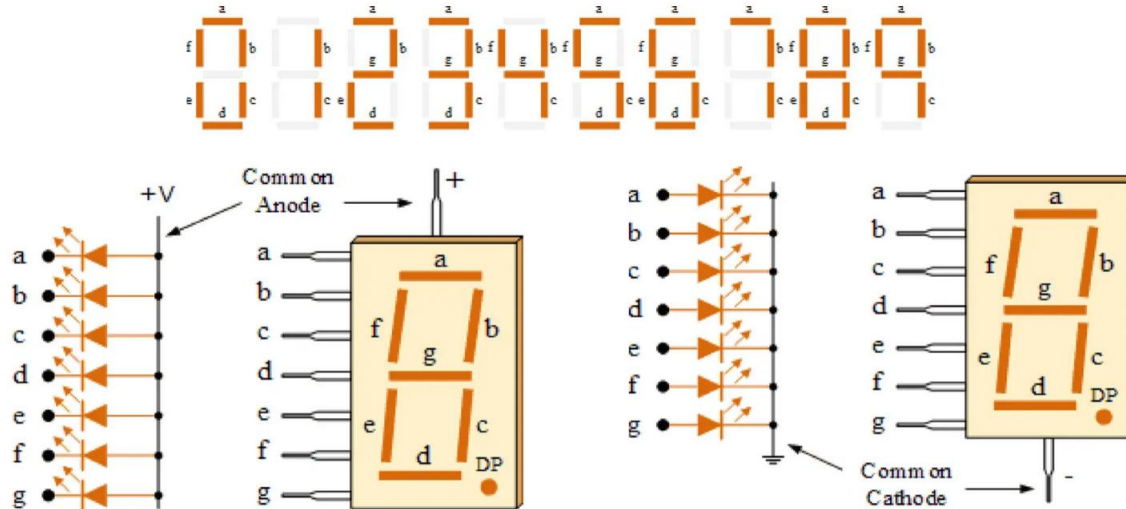 a a a a a a a a
f b b b b f b f f b f b f b
g g g g g g g
e c c e c c c e c c e c c
d d d d d d
+V
Common
Anode
+
a
b
c
d
e
f
g
a
b
c
d
e
f
g
a
f b
g
e c
d
DP
a
b
c
d
e
f
g
Common
Cathode
-
a
b
c
d
e
f
g
a
f b
g
e c
d
DP